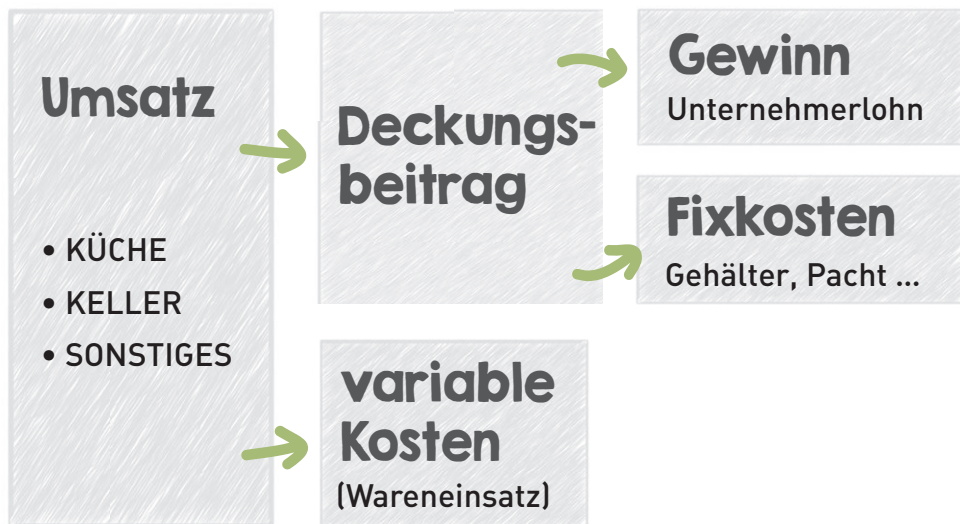 Umsatz
• KÜCHE
• KELLER
• SONSTIGES
Deckungs-
beitrag
variable
Kosten
(Wareneinsatz)
Gewinn
Unternehmerlohn
Fixkosten
Gehälter, Pacht ...